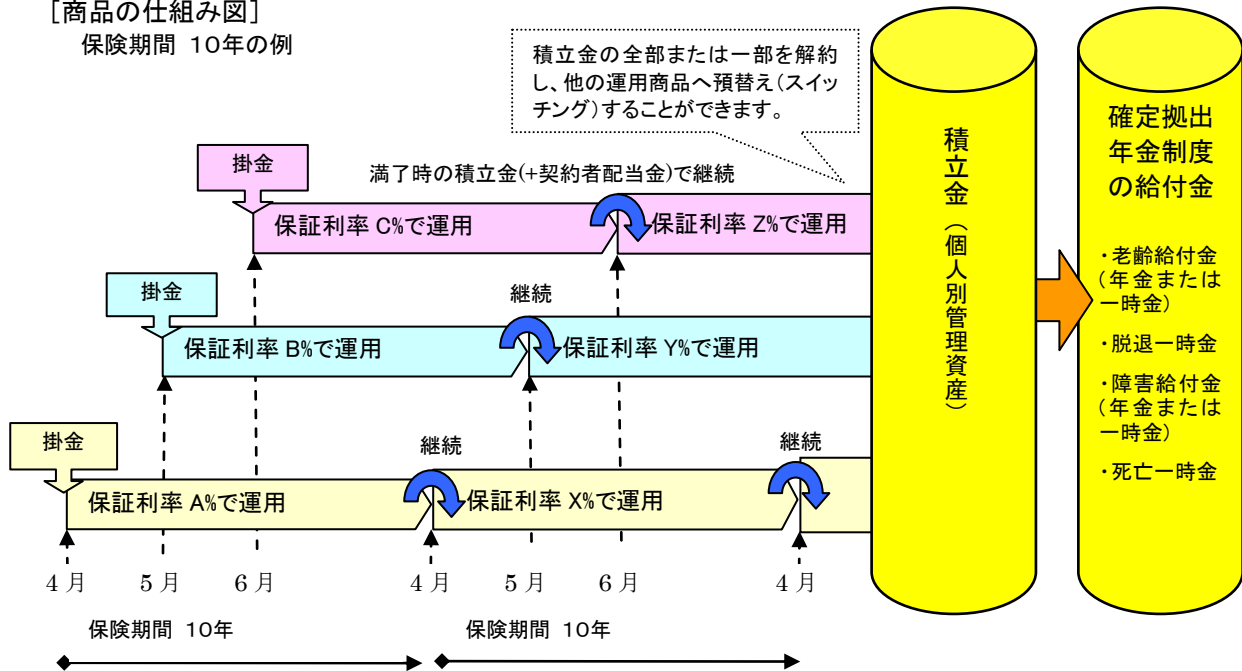 ［商品の仕組み図］
保険期間 10年の例
積立金の全部または一部を解約
し、他の運用商品へ預替え(スイッ
チング)することができます。
掛金
満了時の積立金(+契約者配当金)で継続
保証利率 C%で運用
保証利率 Z%で運用
掛金
継続
保証利率 B%で運用
保証利率 Y%で運用
掛金
継続
継続
保証利率 A%で運用
保証利率 X%で運用
4 月
5 月
6 月
4 月
5 月
6 月
4 月
保険期間 10年
保険期間 10年
積立金（個人別管理資産）
確定拠出
年金制度
の給付金
・老齢給付金
(年金または
一時金)
・脱退一時金
・障害給付金
(年金または
一時金)
・死亡一時金